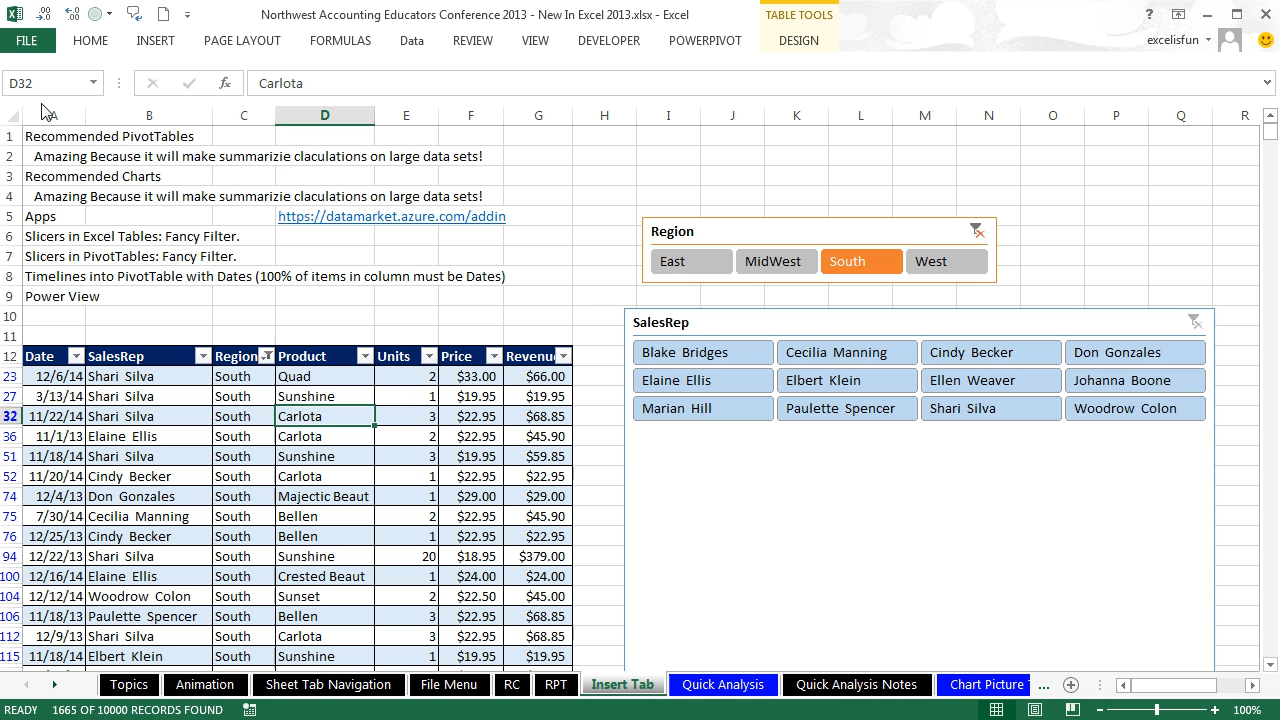 Northwest Accounting Educators Conference 2013 - New In Excel 2013.xlsx - Excel
TABLE TOOLS
FILE HOME INSERT PAGE LAYOUT FORMULAS Data REVIEW VIEW DEVELOPER POWERPIVOT DESIGN excelisfun
D32 fx Carlota
A B C D E F G H I J K L M N O P Q R
1 Recommended PivotTables
2 Amazing Because it will make summarizie claculations on large data sets!
3 Recommended Charts
4 Amazing Because it will make summarizie claculations on large data sets!
5 Apps https://datamarket.azure.com/addin
6 Slicers in Excel Tables: Fancy Filter.
7 Slicers in PivotTables: Fancy Filter.
8 Timelines into PivotTable with Dates (100% of items in column must be Dates)
9 Power View
10
11
Region
East MidWest South West
SalesRep
Blake Bridges Cecilia Manning Cindy Becker Don Gonzales
Elaine Ellis Elbert Klein Ellen Weaver Johanna Boone
Marian Hill Paulette Spencer Shari Silva Woodrow Colon
12 Date SalesRep Region Product Units Price Revenu
23 12/6/14 Shari Silva South Quad 2 $33.00 $66.00
27 3/13/14 Shari Silva South Sunshine 1 $19.95 $19.95
32 11/22/14 Shari Silva South Carlota 3 $22.95 $68.85
36 11/1/13 Elaine Ellis South Carlota 2 $22.95 $45.90
51 11/18/14 Shari Silva South Sunshine 3 $19.95 $59.85
52 11/20/14 Cindy Becker South Carlota 1 $22.95 $22.95
74 12/4/13 Don Gonzales South Majectic Beaut 1 $29.00 $29.00
75 7/30/14 Cecilia Manning South Bellen 2 $22.95 $45.90
76 12/25/13 Cindy Becker South Bellen 1 $22.95 $22.95
94 12/22/13 Shari Silva South Sunshine 20 $18.95 $379.00
100 12/16/14 Elaine Ellis South Crested Beaut 1 $24.00 $24.00
104 12/12/14 Woodrow Colon South Sunset 2 $22.50 $45.00
106 11/18/13 Paulette Spencer South Bellen 3 $22.95 $68.85
112 12/9/13 Shari Silva South Carlota 3 $22.95 $68.85
115 11/18/14 Elbert Klein South Sunshine 1 $19.95 $19.95
Topics Animation Sheet Tab Navigation File Menu RC RPT Insert Tab Quick Analysis Quick Analysis Notes Chart Picture ...
READY 1665 OF 10000 RECORDS FOUND 100%